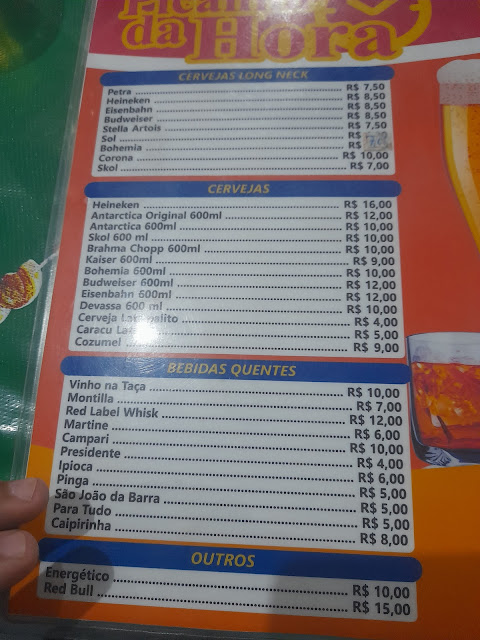 da Hora
CERVEJAS LONG NECK
Petra R$ 7,50
Heineken R$ 8,50
Eisenbahn R$ 8,50
Budweiser R$ 8,50
Stella Artois R$ 7,50
Sol R$
Bohemia R$
Corona R$ 10,00
Skol R$ 7,00
CERVEJAS
Heineken R$ 16,00
Antarctica Original 600ml R$ 12,00
Antarctica 600ml R$ 10,00
Skol 600 ml R$ 10,00
Brahma Chopp 600ml R$ 10,00
Kaiser 600ml R$ 9,00
Bohemia 600ml R$ 10,00
Budweiser 600ml R$ 12,00
Eisenbahn 600ml R$ 12,00
Devassa 600 ml R$ 10,00
Cerveja R$ 4,00
Caracu R$ 5,00
Cozumel R$ 9,00
BEBIDAS QUENTES
Vinho na Taça R$ 10,00
Montilla R$ 7,00
Red Label Whisk R$ 12,00
Martine R$ 6,00
Campari R$ 10,00
Presidente R$ 4,00
Ipioca R$ 6,00
Pinga R$ 5,00
São João da Barra R$ 5,00
Para Tudo R$ 5,00
Caipirinha R$ 8,00
OUTROS
Energético R$ 10,00
Red Bull R$ 15,00